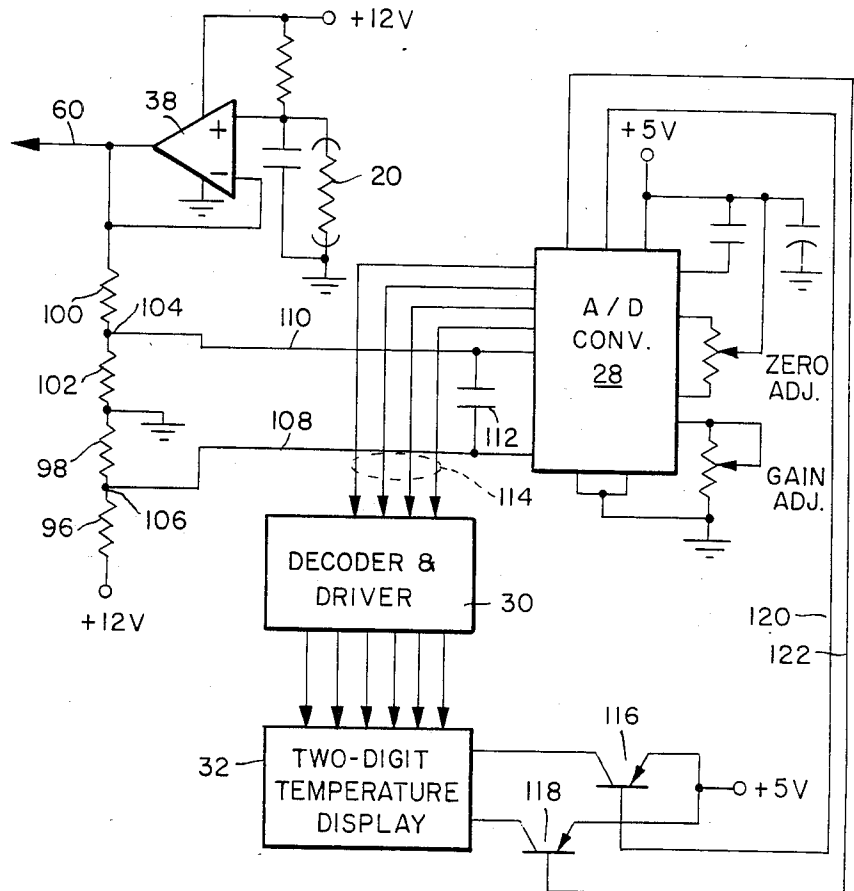 +12V
38
60
+
-
20
+5V
100
104
110
A/D
CONV.
28
ZERO
ADJ.
102
112
108
98
114
GAIN
ADJ.
106
96
DECODER &
DRIVER
30
+12V
120
122
116
32
TWO-DIGIT
TEMPERATURE
DISPLAY
+5V
118